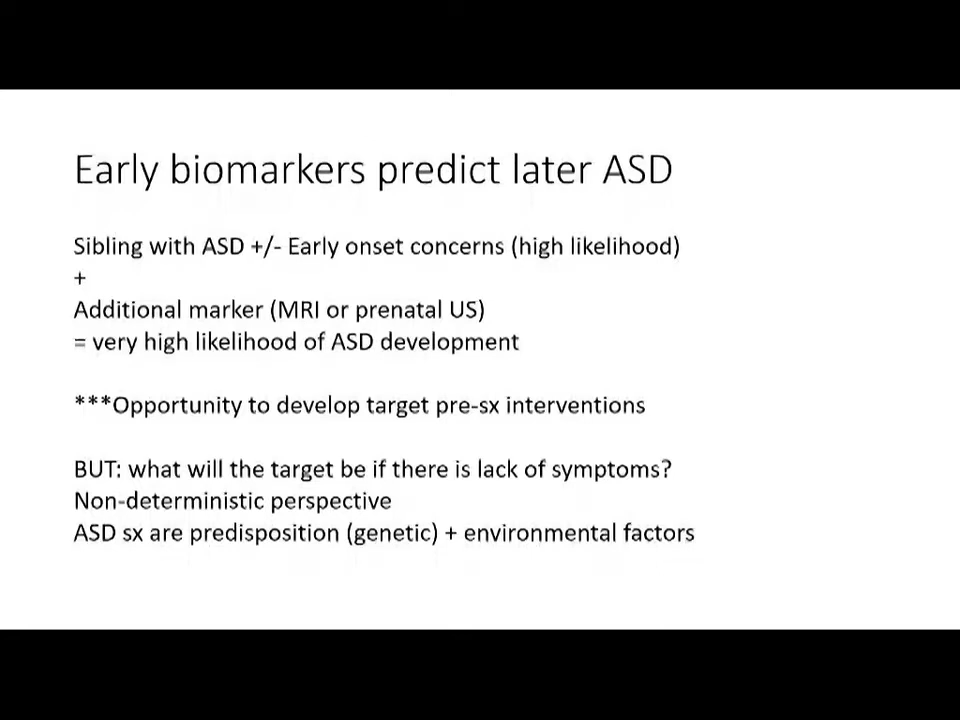 Early biomarkers predict later ASD
Sibling with ASD +/- Early onset concerns (high likelihood)
+
Additional marker (MRI or prenatal US)
= very high likelihood of ASD development
***Opportunity to develop target pre-sx interventions
BUT: what will the target be if there is lack of symptoms?
Non-deterministic perspective
ASD sx are predisposition (genetic) + environmental factors